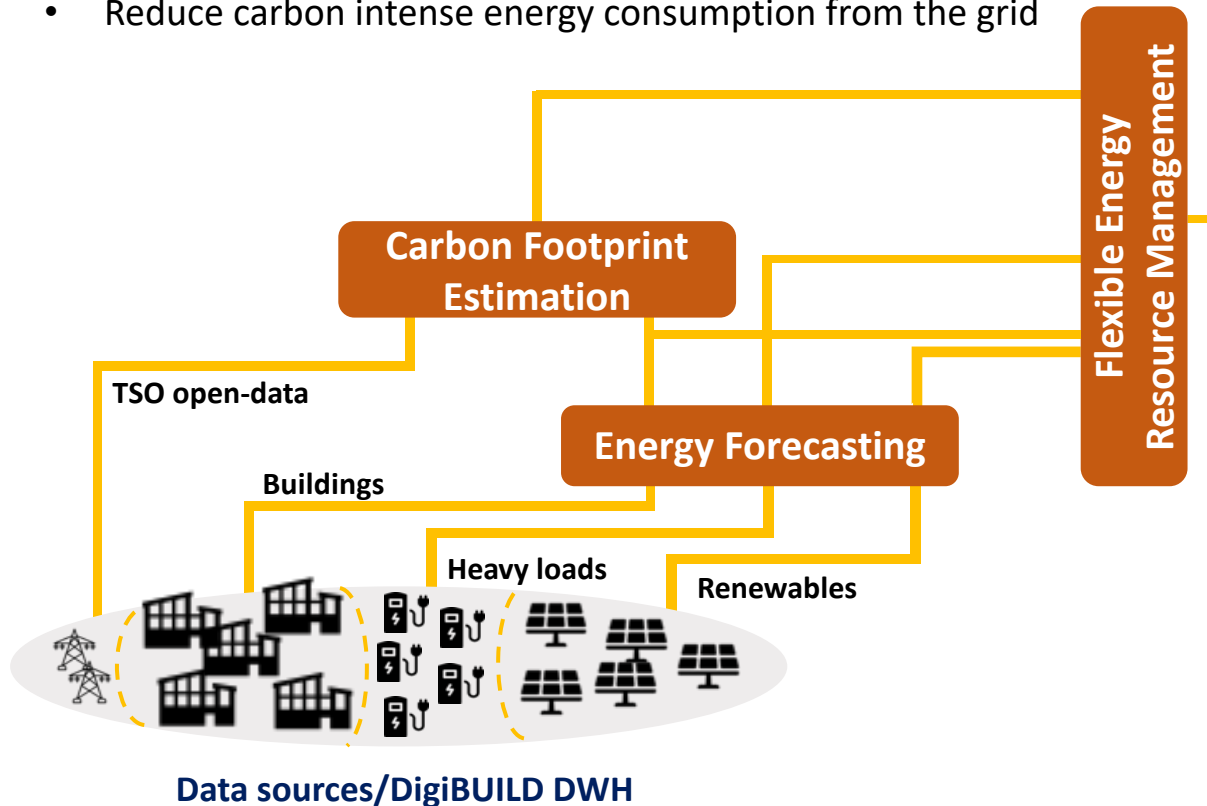 • Reduce carbon intense energy consumption from the grid
Flexible Energy
Resource Management
Carbon Footprint
Estimation
TSO open-data
Energy Forecasting
Buildings
Heavy loads
Renewables
Data sources/DigiBUILD DWH